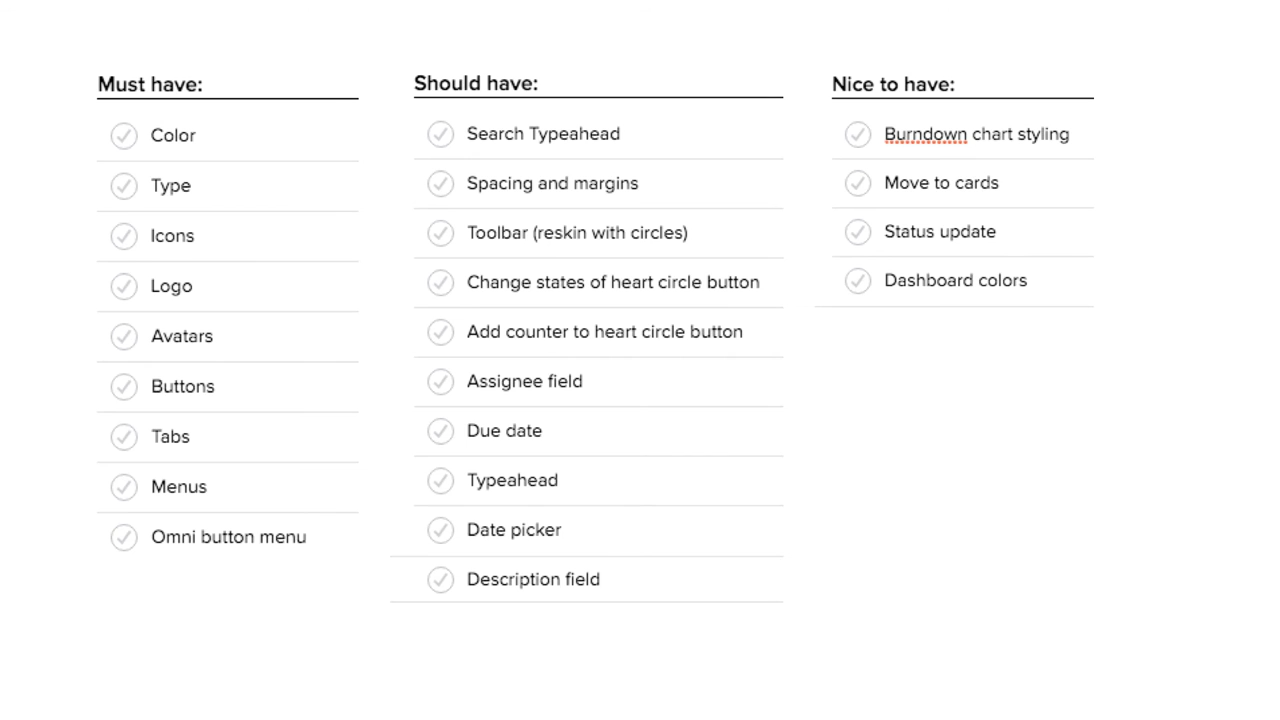 Must have:
Color
Type
Icons
Logo
Avatars
Buttons
Tabs
Menus
Omni button menu
Should have:
Search Typeahead
Spacing and margins
Toolbar (reskin with circles)
Change states of heart circle button
Add counter to heart circle button
Assignee field
Due date
Typeahead
Date picker
Description field
Nice to have:
Burndown chart styling
Move to cards
Status update
Dashboard colors